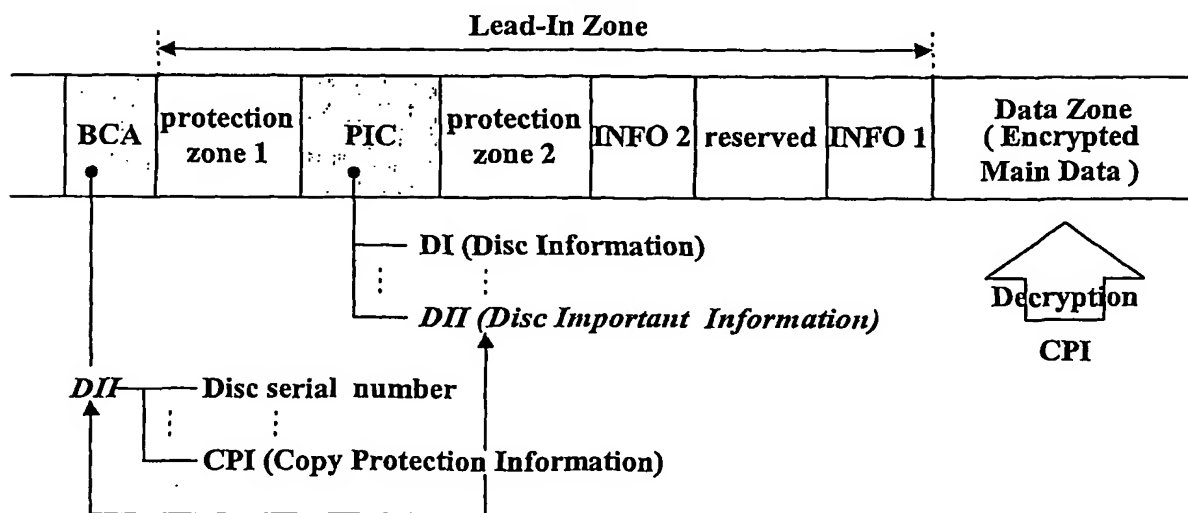 Lead-In Zone
BCA
protection
zone 1
PIC
protection
zone 2
INFO 2
reserved
INFO 1
Data Zone
( Encrypted
Main Data )
DI (Disc Information)
DII (Disc Important Information)
Decryption
CPI
DII
Disc serial number
CPI (Copy Protection Information)